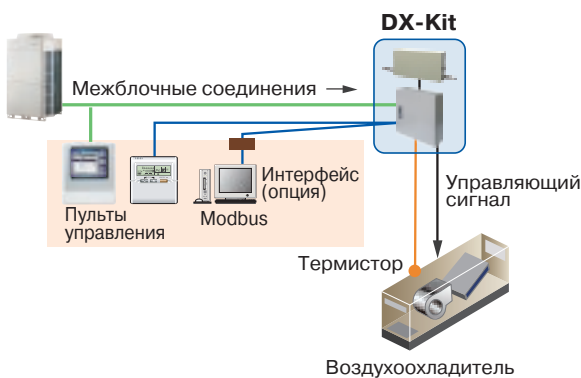 DX-Kit
Межблочные соединения
Интерфейс
(опция)
Modbus
Пульты
управления
Управляющий
сигнал
Термистор
Воздухоохладитель